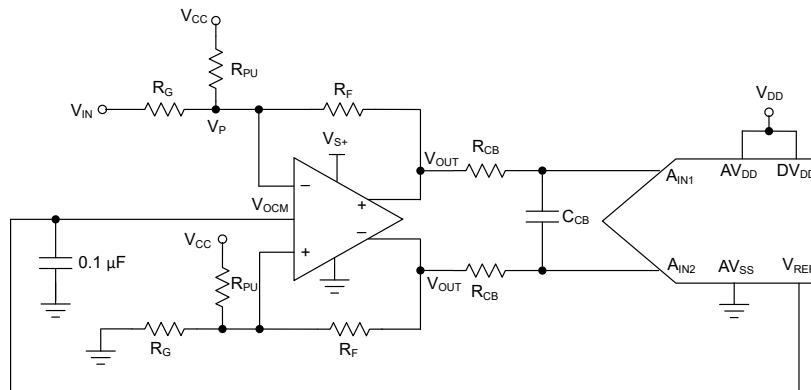 VCC
RPU
RG
RF
VIN
VP
VDD
VS+
RCB
VOUT
AIN1
AVDD
DVDD
VOCM
CCB
VCC
0.1 µF
RPU
AIN2
AVSS
VREF
VOUT
RCB
RG
RF